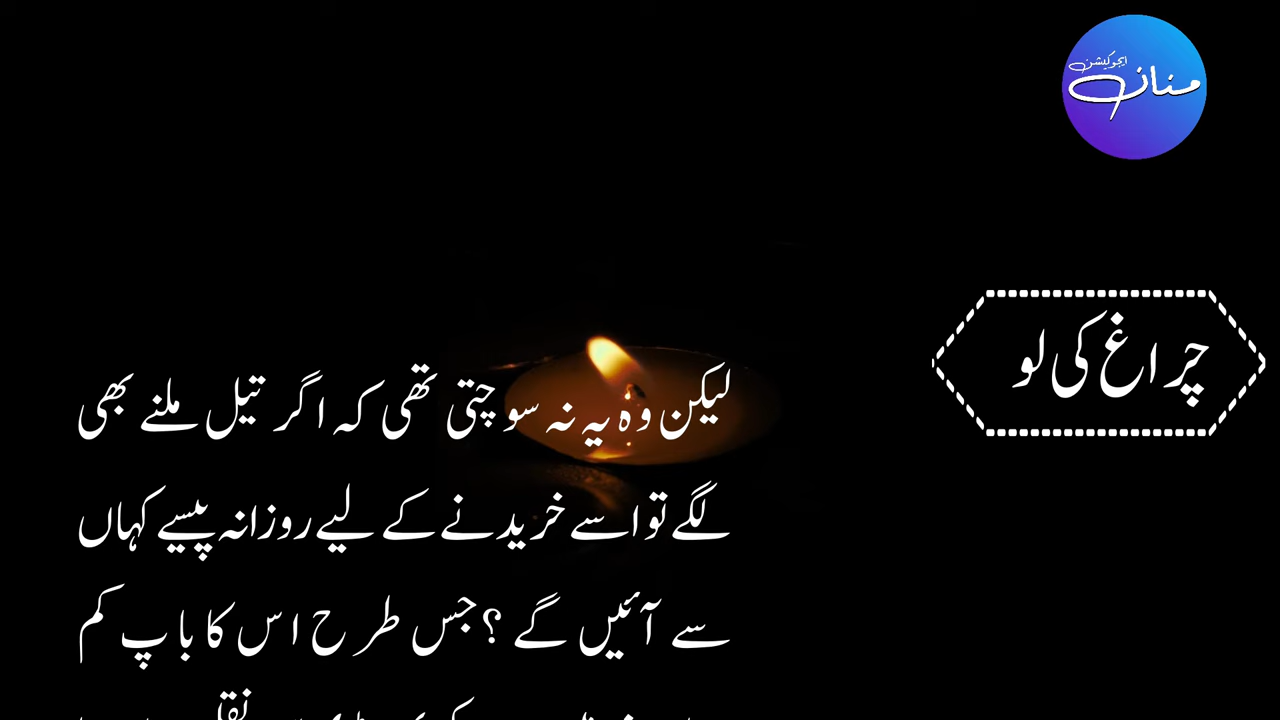 ایجوکیشن
منان
چراغ کی لو
لیکن وہ یہ نہ سوچتی تھی کہ اگر تیل ملنے بھی
لگے تو اسے خریدنے کے لیے روزانہ پیسے کہاں
سے آئیں گے ؟ جس طرح اس کا باپ کم